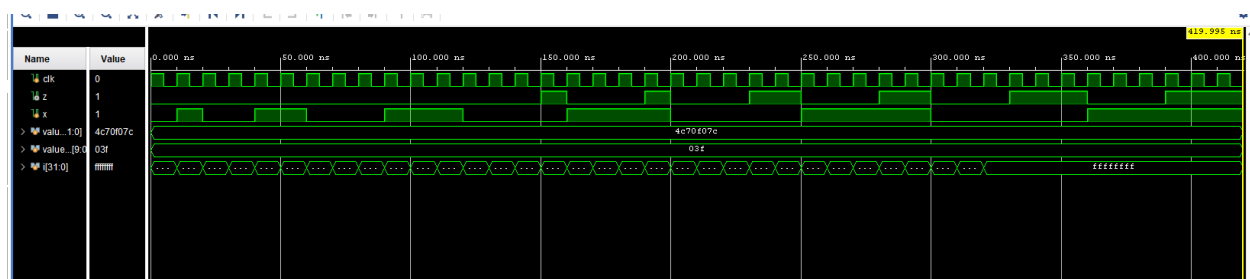 419.995 ns
Name Value 0.000 ns 50.000 ns 100.000 ns 150.000 ns 200.000 ns 250.000 ns 300.000 ns 350.000 ns 400.000 ns
clk 0
z 1
x 1
valu...1:0] 4c70f07c 4c70f07c
value...[9:0 03f 03f
i[31:0] ffffffff ... ... ... ... ... ... ... ... ... ... ... ... ... ... ... ... ... ... ... ... ... ... ... ... ... ... ... ... ... ... ... ... ffffffff